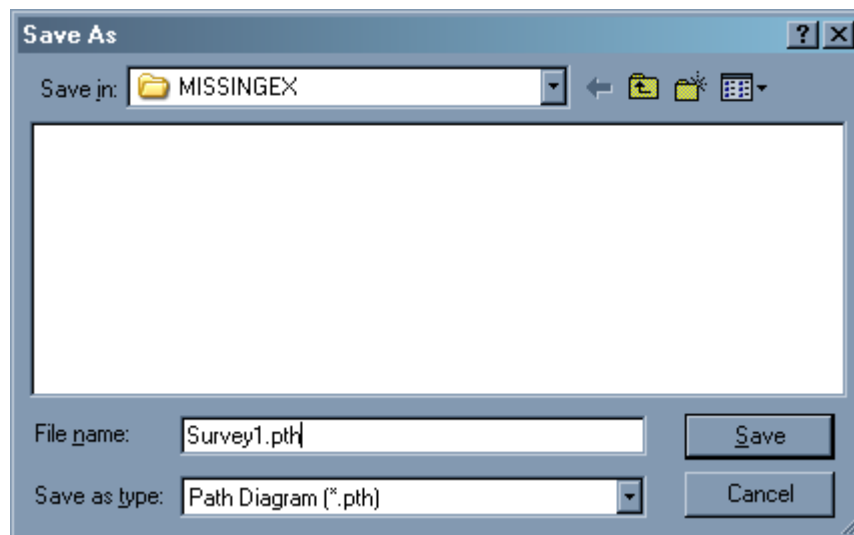 Save As
Save in: MISSINGEX
File name: Survey1.pth Save
Save as type: Path Diagram (*.pth) Cancel